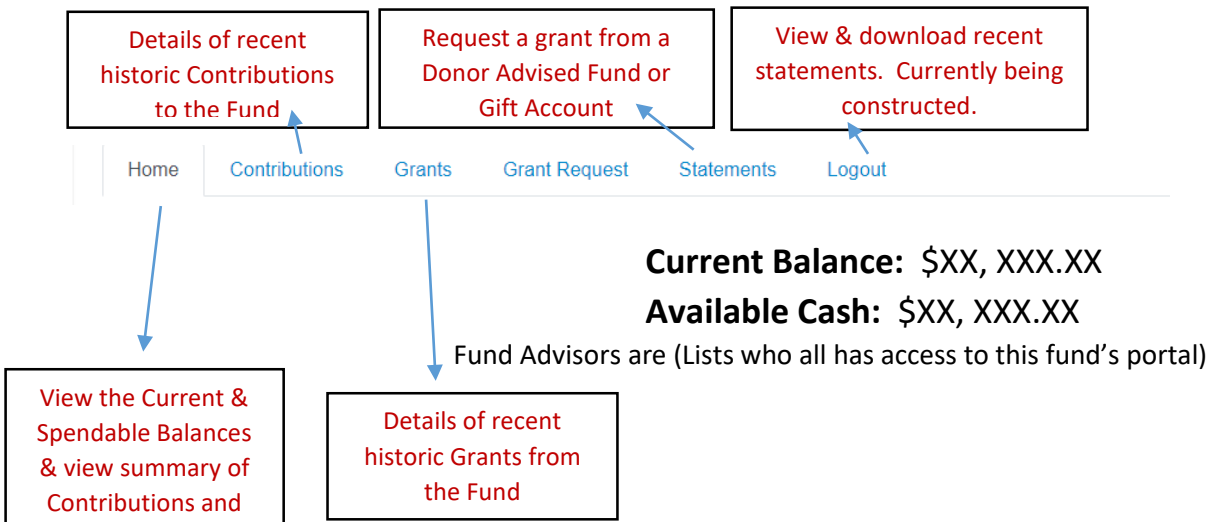 Details of recent
historic Contributions
to the Fund
Request a grant from a
Donor Advised Fund or
Gift Account
View & download recent
statements.  Currently being
constructed.
Home Contributions Grants Grant Request Statements Logout
Current Balance:  $XX, XXX.XX
Available Cash:  $XX, XXX.XX
Fund Advisors are (Lists who all has access to this fund’s portal)
View the Current &
Spendable Balances
& view summary of
Contributions and
Details of recent
historic Grants from
the Fund